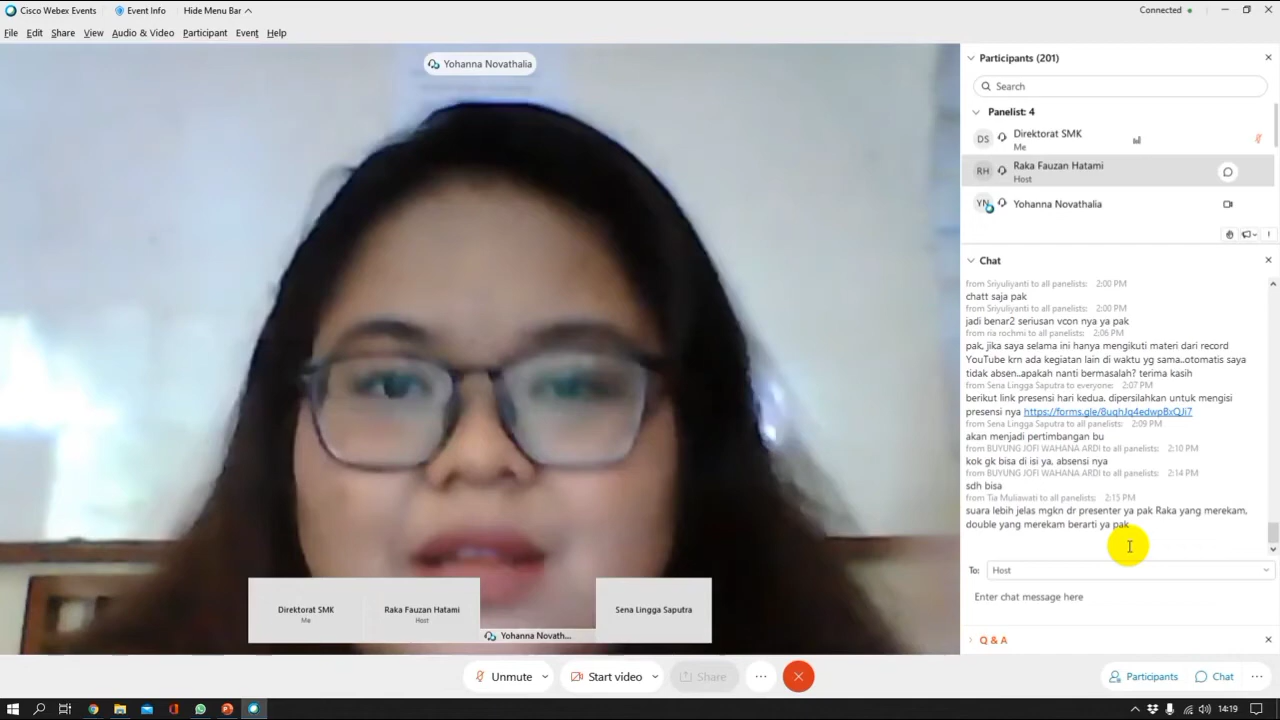 Cisco Webex Events
Event Info
Hide Menu Bar
Connected
File Edit Share View Audio & Video Participant Event Help
Yohanna Novathalia
Participants (201)
Search
Panelist: 4
DS
Direktorat SMK
Me
RH
Raka Fauzan Hatami
Host
YN
Yohanna Novathalia
Chat
from Sriyuliyanti to all panelists: 2:00 PM
chatt saja pak
from Sriyuliyanti to all panelists: 2:00 PM
jadi benar2 seriusan vcon nya ya pak
from ria rochmi to all panelists: 2:06 PM
pak, jika saya selama ini hanya mengikuti materi dari record
YouTube krn ada kegiatan lain di waktu yg sama..otomatis saya
tidak absen..apakah nanti bermasalah? terima kasih
from Sena Lingga Saputra to everyone: 2:07 PM
berikut link presensi hari kedua. dipersilahkan untuk mengisi
presensi nya https://forms.gle/8uqhJq4edwpBxQJi7
from Sena Lingga Saputra to all panelists: 2:09 PM
akan menjadi pertimbangan bu
from BUYUNG JOFI WAHANA ARDI to all panelists: 2:10 PM
kok gk bisa di isi ya, absensi nya
from BUYUNG JOFI WAHANA ARDI to all panelists: 2:14 PM
sdh bisa
from Tia Muliawati to all panelists: 2:15 PM
suara lebih jelas mgkn dr presenter ya pak Raka yang merekam,
double yang merekam berarti ya pak
To: Host
Enter chat message here
Q & A
Direktorat SMK
Me
Raka Fauzan Hatami
Host
Yohanna Novath...
Sena Lingga Saputra
Unmute
Start video
Share
Participants
Chat
14:19